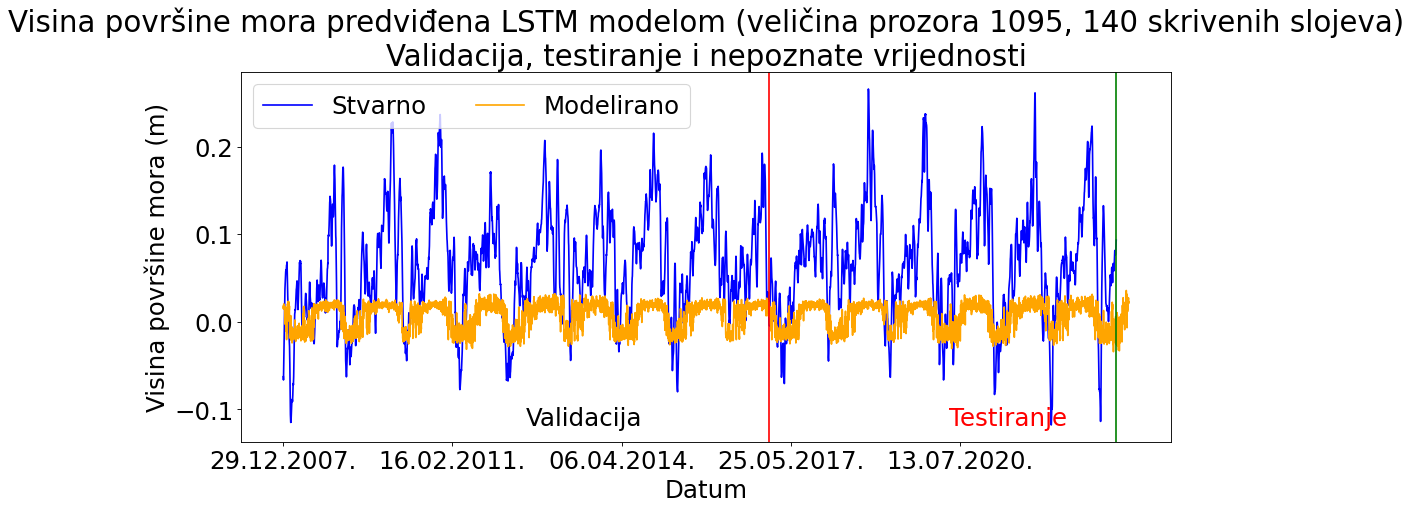 Visina površine mora predviđena LSTM modelom (veličina prozora 1095, 140 skrivenih slojeva)
Validacija, testiranje i nepoznate vrijednosti
Stvarno
Modelirano
Visina površine mora (m)
0.2
0.1
0.0
−0.1
Validacija
Testiranje
29.12.2007.
16.02.2011.
06.04.2014.
25.05.2017.
13.07.2020.
Datum